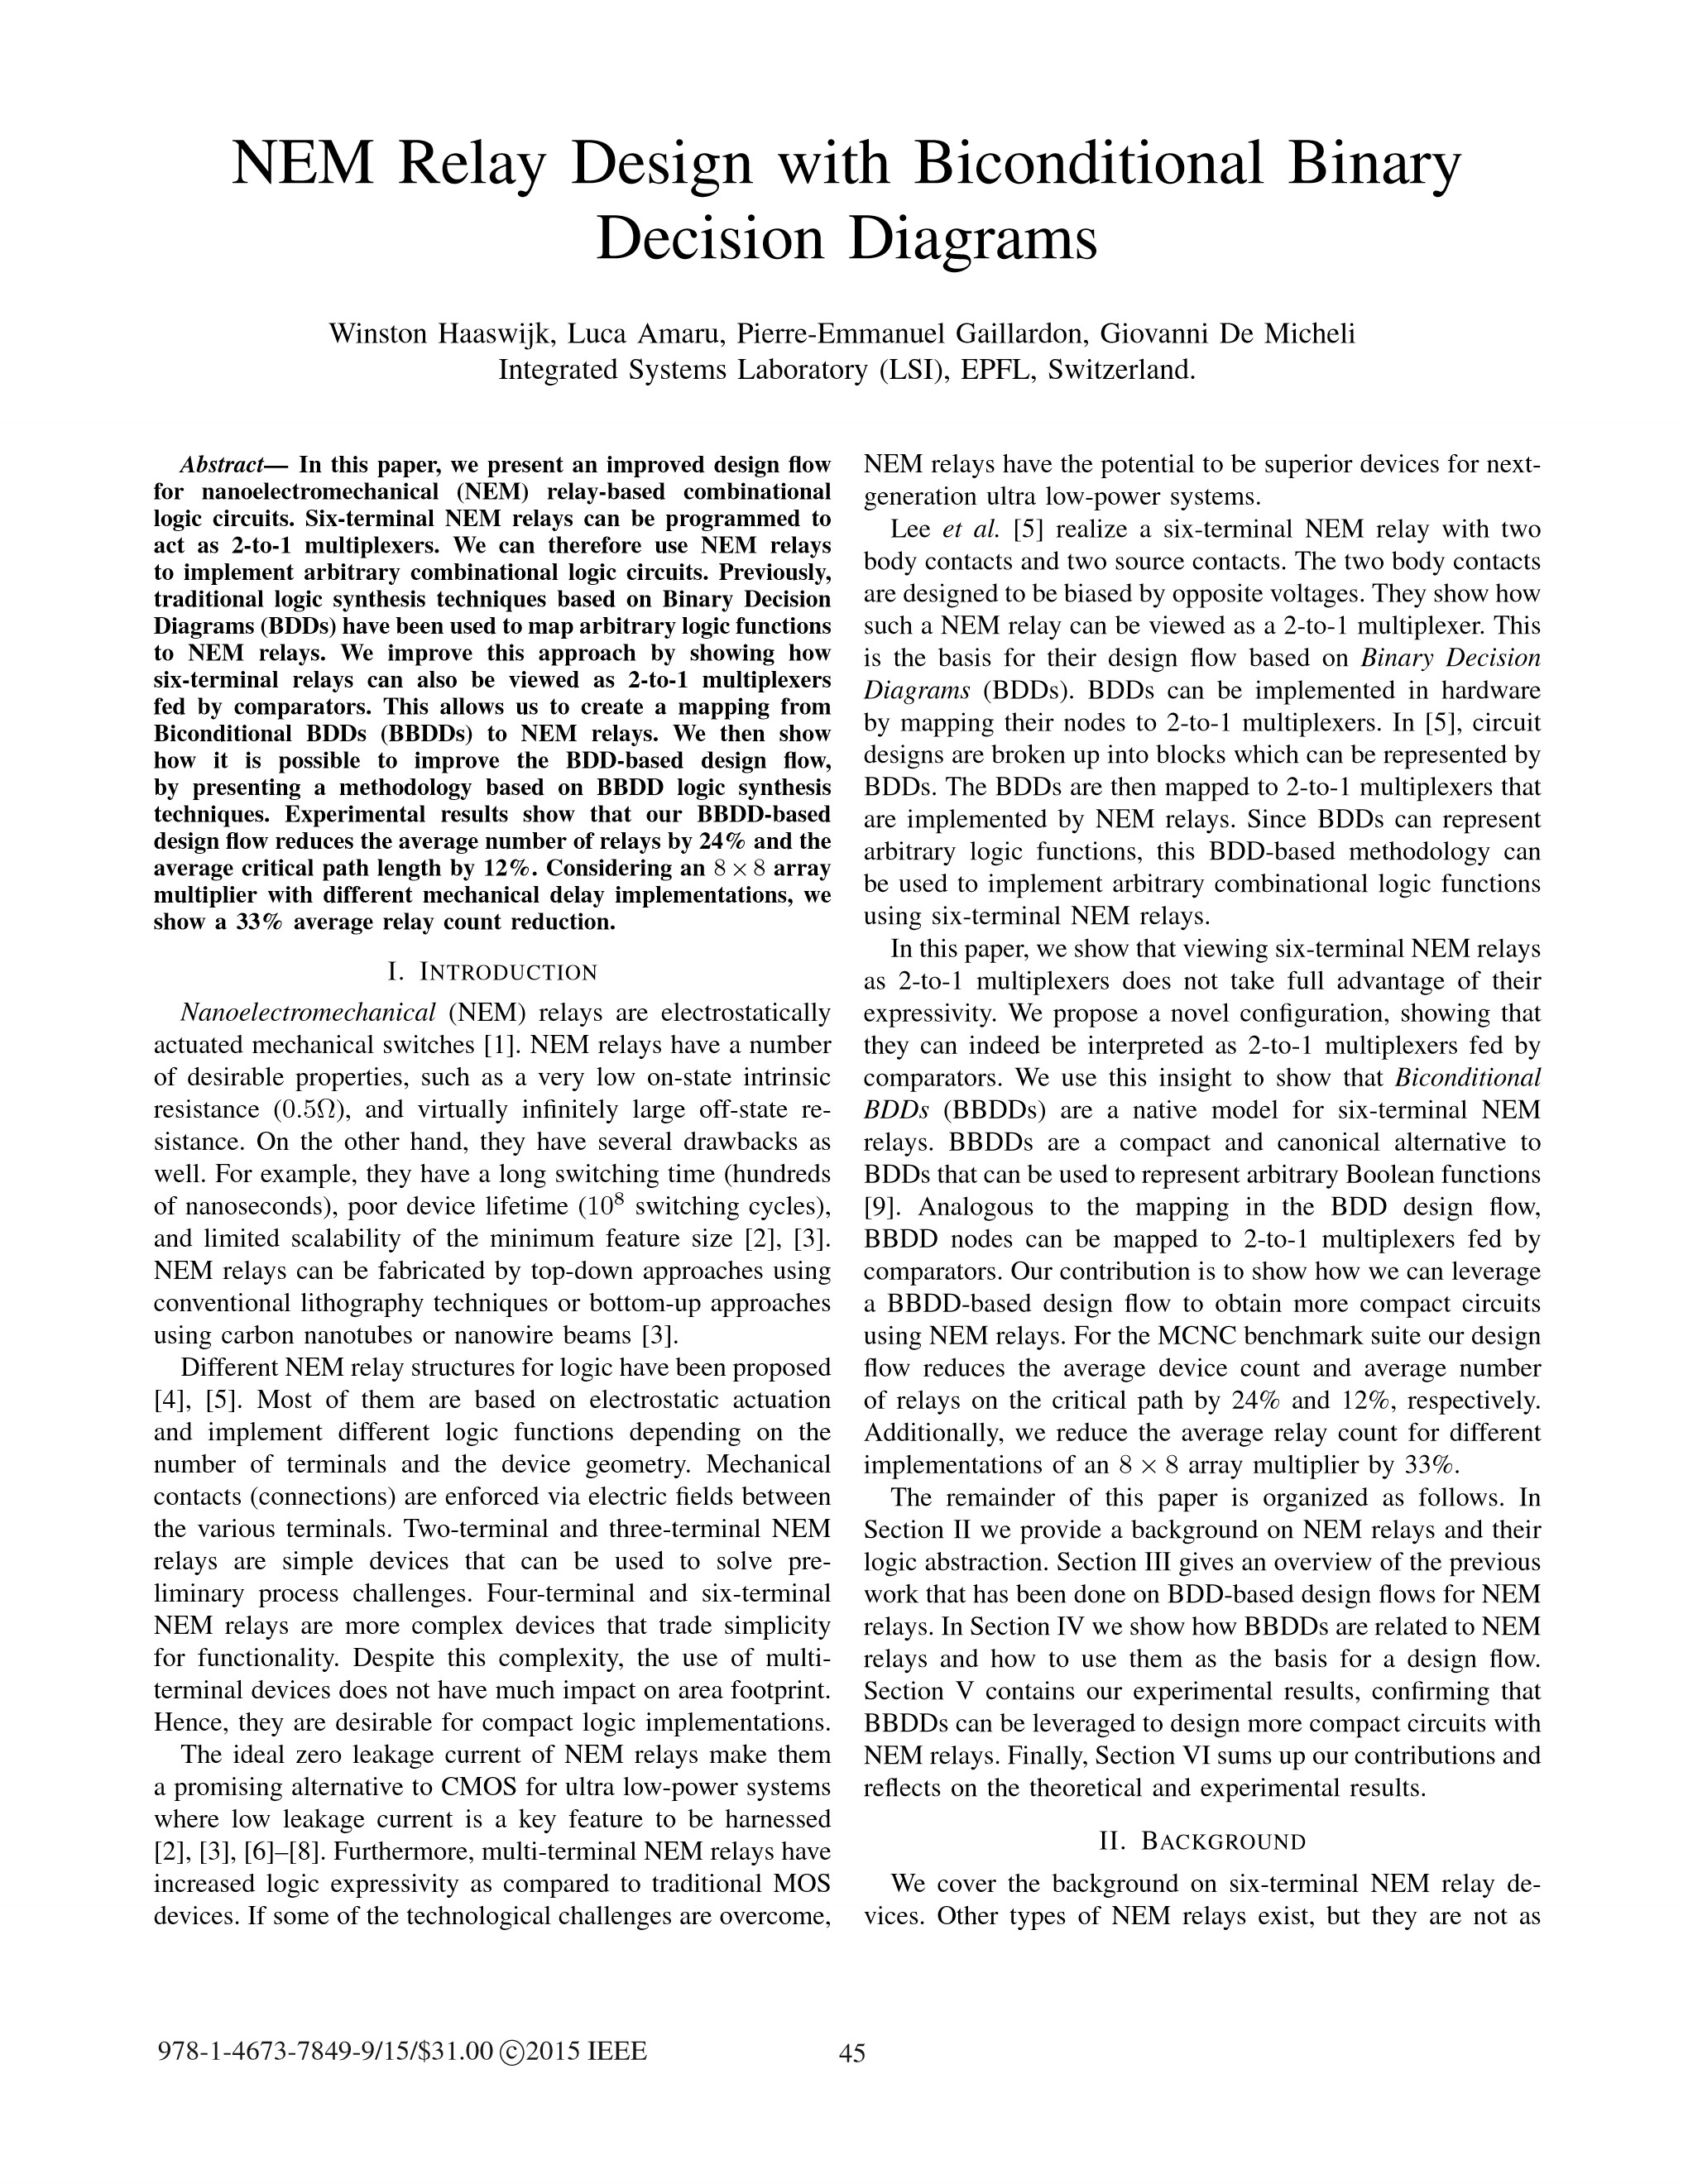 NEM Relay Design with Biconditional Binary
Decision Diagrams
Winston Haaswijk, Luca Amaru, Pierre-Emmanuel Gaillardon, Giovanni De Micheli
Integrated Systems Laboratory (LSI), EPFL, Switzerland.
Abstract— In this paper, we present an improved design flow
for nanoelectromechanical (NEM) relay-based combinational
logic circuits. Six-terminal NEM relays can be programmed to
act as 2-to-1 multiplexers. We can therefore use NEM relays
to implement arbitrary combinational logic circuits. Previously,
traditional logic synthesis techniques based on Binary Decision
Diagrams (BDDs) have been used to map arbitrary logic functions
to NEM relays. We improve this approach by showing how
six-terminal relays can also be viewed as 2-to-1 multiplexers
fed by comparators. This allows us to create a mapping from
Biconditional BDDs (BBDDs) to NEM relays. We then show
how it is possible to improve the BDD-based design flow,
by presenting a methodology based on BBDD logic synthesis
techniques. Experimental results show that our BBDD-based
design flow reduces the average number of relays by 24% and the
average critical path length by 12%. Considering an 8 × 8 array
multiplier with different mechanical delay implementations, we
show a 33% average relay count reduction.
I. INTRODUCTION
Nanoelectromechanical (NEM) relays are electrostatically
actuated mechanical switches [1]. NEM relays have a number
of desirable properties, such as a very low on-state intrinsic
resistance (0.5Ω), and virtually infinitely large off-state re-
sistance. On the other hand, they have several drawbacks as
well. For example, they have a long switching time (hundreds
of nanoseconds), poor device lifetime (10⁸ switching cycles),
and limited scalability of the minimum feature size [2], [3].
NEM relays can be fabricated by top-down approaches using
conventional lithography techniques or bottom-up approaches
using carbon nanotubes or nanowire beams [3].
Different NEM relay structures for logic have been proposed
[4], [5]. Most of them are based on electrostatic actuation
and implement different logic functions depending on the
number of terminals and the device geometry. Mechanical
contacts (connections) are enforced via electric fields between
the various terminals. Two-terminal and three-terminal NEM
relays are simple devices that can be used to solve pre-
liminary process challenges. Four-terminal and six-terminal
NEM relays are more complex devices that trade simplicity
for functionality. Despite this complexity, the use of multi-
terminal devices does not have much impact on area footprint.
Hence, they are desirable for compact logic implementations.
The ideal zero leakage current of NEM relays make them
a promising alternative to CMOS for ultra low-power systems
where low leakage current is a key feature to be harnessed
[2], [3], [6]–[8]. Furthermore, multi-terminal NEM relays have
increased logic expressivity as compared to traditional MOS
devices. If some of the technological challenges are overcome,
NEM relays have the potential to be superior devices for next-
generation ultra low-power systems.
Lee et al. [5] realize a six-terminal NEM relay with two
body contacts and two source contacts. The two body contacts
are designed to be biased by opposite voltages. They show how
such a NEM relay can be viewed as a 2-to-1 multiplexer. This
is the basis for their design flow based on Binary Decision
Diagrams (BDDs). BDDs can be implemented in hardware
by mapping their nodes to 2-to-1 multiplexers. In [5], circuit
designs are broken up into blocks which can be represented by
BDDs. The BDDs are then mapped to 2-to-1 multiplexers that
are implemented by NEM relays. Since BDDs can represent
arbitrary logic functions, this BDD-based methodology can
be used to implement arbitrary combinational logic functions
using six-terminal NEM relays.
In this paper, we show that viewing six-terminal NEM relays
as 2-to-1 multiplexers does not take full advantage of their
expressivity. We propose a novel configuration, showing that
they can indeed be interpreted as 2-to-1 multiplexers fed by
comparators. We use this insight to show that Biconditional
BDDs (BBDDs) are a native model for six-terminal NEM
relays. BBDDs are a compact and canonical alternative to
BDDs that can be used to represent arbitrary Boolean functions
[9]. Analogous to the mapping in the BDD design flow,
BBDD nodes can be mapped to 2-to-1 multiplexers fed by
comparators. Our contribution is to show how we can leverage
a BBDD-based design flow to obtain more compact circuits
using NEM relays. For the MCNC benchmark suite our design
flow reduces the average device count and average number
of relays on the critical path by 24% and 12%, respectively.
Additionally, we reduce the average relay count for different
implementations of an 8 × 8 array multiplier by 33%.
The remainder of this paper is organized as follows. In
Section II we provide a background on NEM relays and their
logic abstraction. Section III gives an overview of the previous
work that has been done on BDD-based design flows for NEM
relays. In Section IV we show how BBDDs are related to NEM
relays and how to use them as the basis for a design flow.
Section V contains our experimental results, confirming that
BBDDs can be leveraged to design more compact circuits with
NEM relays. Finally, Section VI sums up our contributions and
reflects on the theoretical and experimental results.
II. BACKGROUND
We cover the background on six-terminal NEM relay de-
vices. Other types of NEM relays exist, but they are not as
978-1-4673-7849-9/15/$31.00 ©2015 IEEE
45